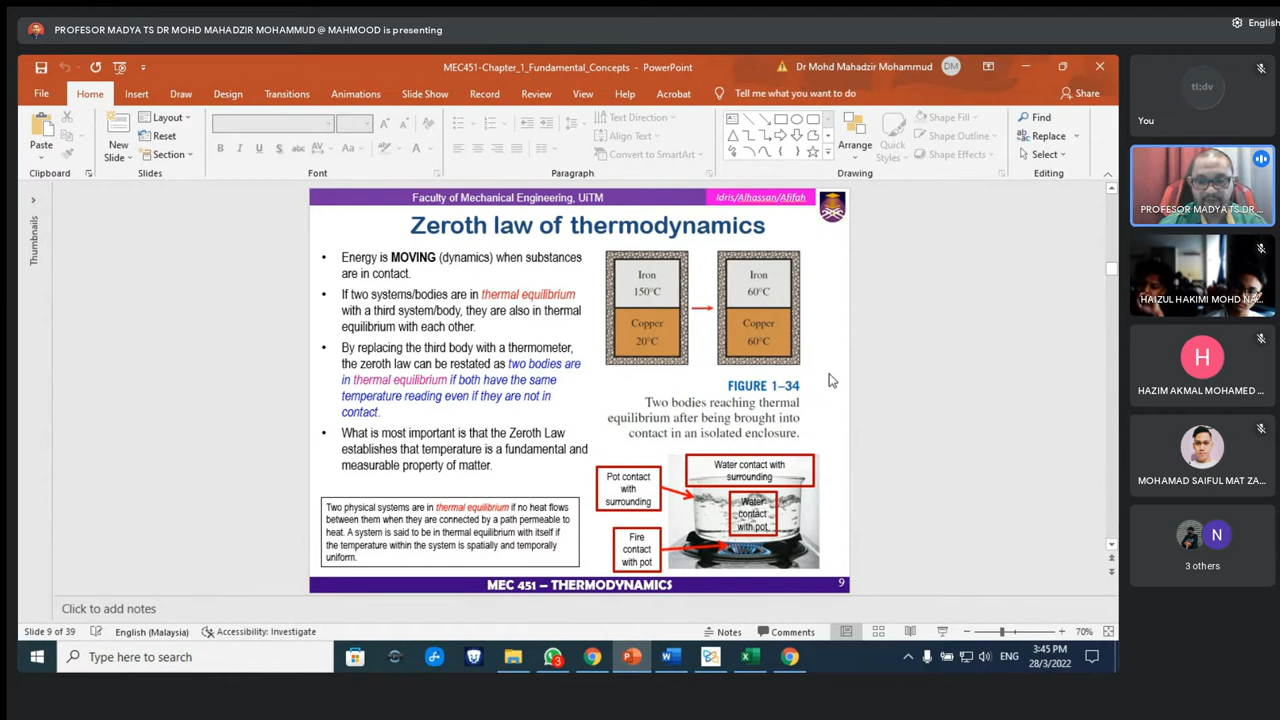 PROFESOR MADYA TS DR MOHD MAHADZIR MOHAMMUD @ MAHMOOD is presenting
English
MEC451-Chapter_1_Fundamental_Concepts - PowerPoint
Dr Mohd Mahadzir Mohammud
DM
File
Home
Insert
Draw
Design
Transitions
Animations
Slide Show
Record
Review
View
Help
Acrobat
Tell me what you want to do
Share
Paste
New
Slide
Layout
Reset
Section
B
I
U
S
abc
AV
Aa
A
Text Direction
Align Text
Convert to SmartArt
Arrange
Quick
Styles
Shape Fill
Shape Outline
Shape Effects
Find
Replace
Select
Clipboard
Slides
Font
Paragraph
Drawing
Editing
Thumbnails
Faculty of Mechanical Engineering, UiTM
Idris/Alhassan/Afifah
Zeroth law of thermodynamics
• Energy is MOVING (dynamics) when substances
are in contact.
• If two systems/bodies are in thermal equilibrium
with a third system/body, they are also in thermal
equilibrium with each other.
• By replacing the third body with a thermometer,
the zeroth law can be restated as two bodies are
in thermal equilibrium if both have the same
temperature reading even if they are not in
contact.
• What is most important is that the Zeroth Law
establishes that temperature is a fundamental and
measurable property of matter.
Two physical systems are in thermal equilibrium if no heat flows
between them when they are connected by a path permeable to
heat. A system is said to be in thermal equilibrium with itself if
the temperature within the system is spatially and temporally
uniform.
Iron
150°C
Copper
20°C
Iron
60°C
Copper
60°C
FIGURE 1–34
Two bodies reaching thermal
equilibrium after being brought into
contact in an isolated enclosure.
Water contact with
surrounding
Pot contact
with
surrounding
Water
contact
with pot
Fire
contact
with pot
MEC 451 – THERMODYNAMICS
9
Click to add notes
Slide 9 of 39
English (Malaysia)
Accessibility: Investigate
Notes
Comments
70%
Type here to search
3
ENG
3:45 PM
28/3/2022
tl;dv
You
PROFESOR MADYA TS DR ...
HAIZUL HAKIMI MOHD NA...
H
HAZIM AKMAL MOHAMED ...
MOHAMAD SAIFUL MAT ZA...
N
3 others